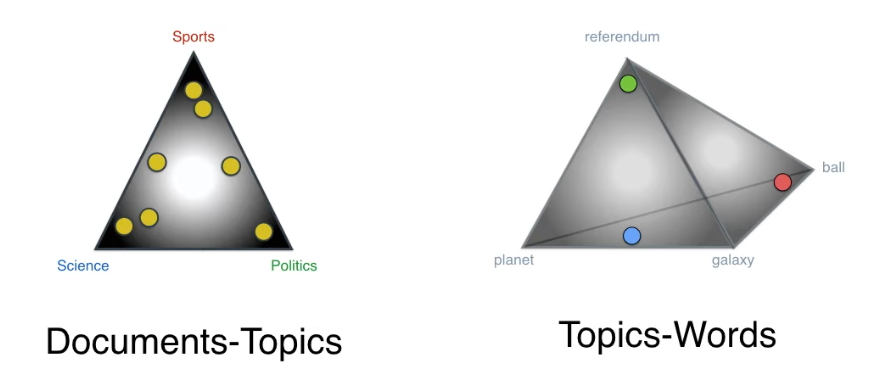 Sports
Science
Politics
Documents-Topics
referendum
ball
planet
galaxy
Topics-Words